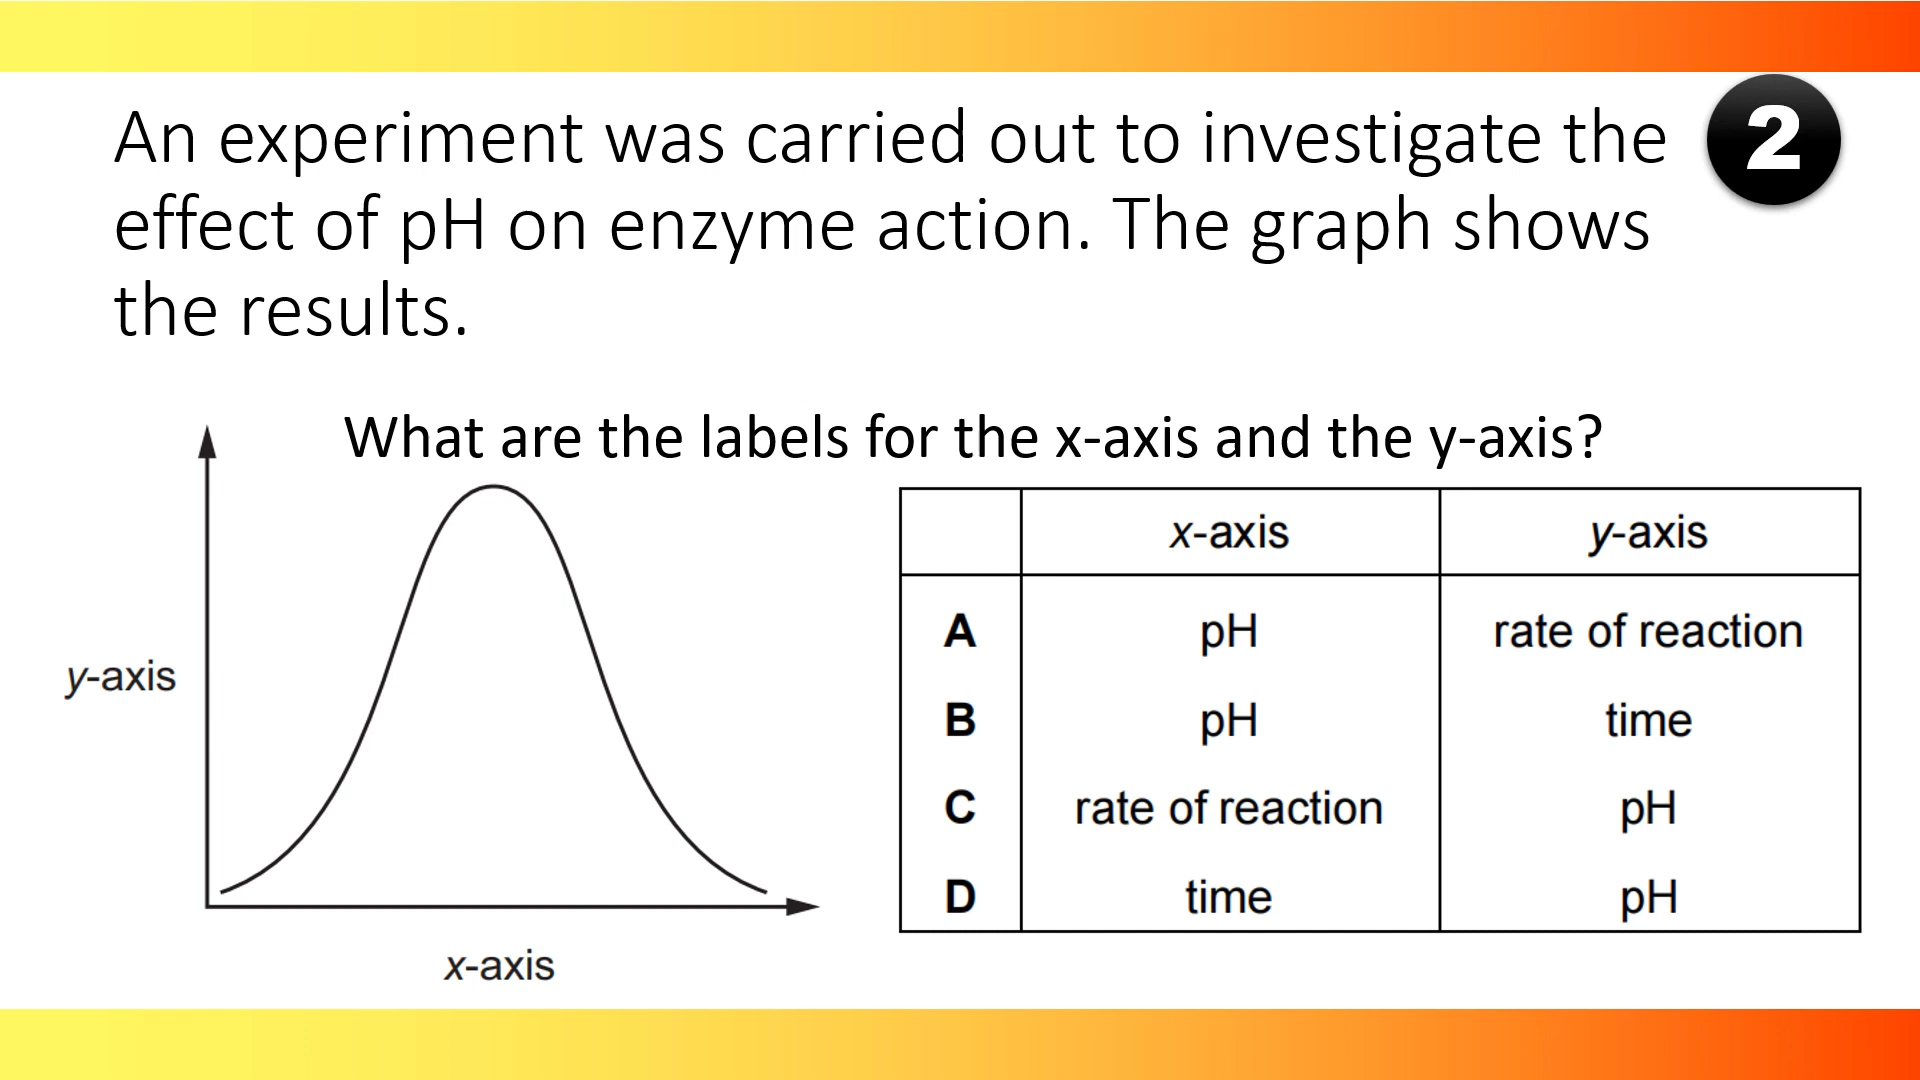 An experiment was carried out to investigate the
2
effect of pH on enzyme action. The graph shows
the results.
What are the labels for the x-axis and the y-axis?
y-axis
x-axis
x-axis y-axis
A pH rate of reaction
B pH time
C rate of reaction pH
D time pH